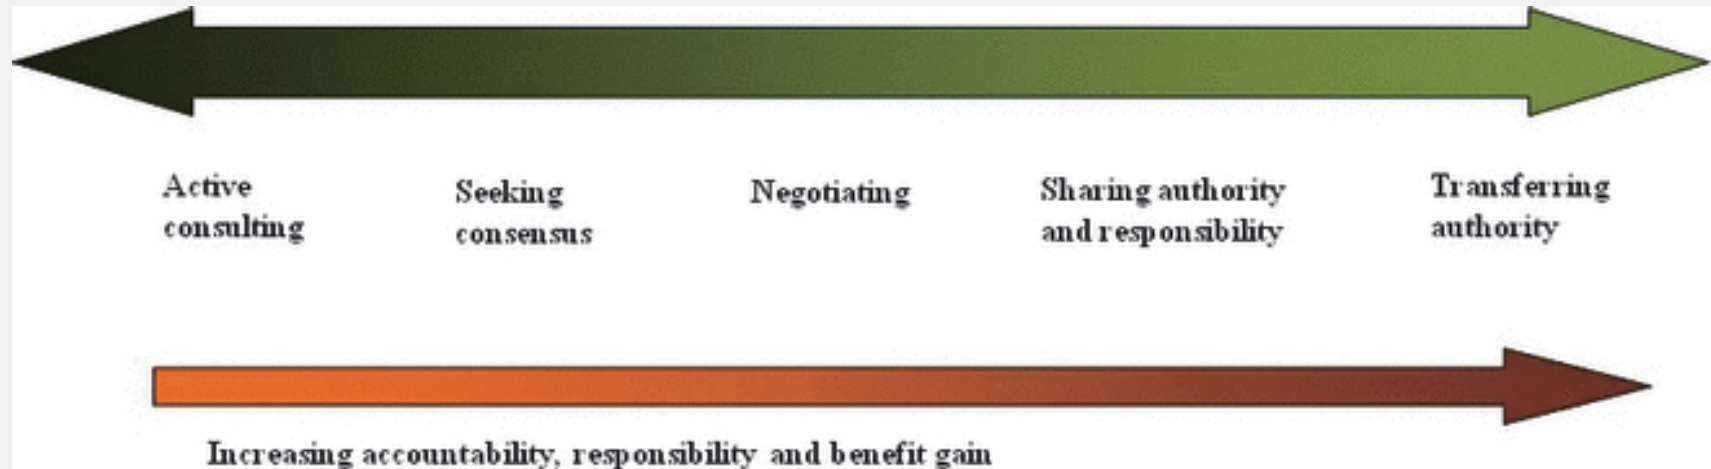 Active
consulting
Seeking
consensus
Negotiating
Sharing authority
and responsibility
Transferring
authority
Increasing accountability, responsibility and benefit gain